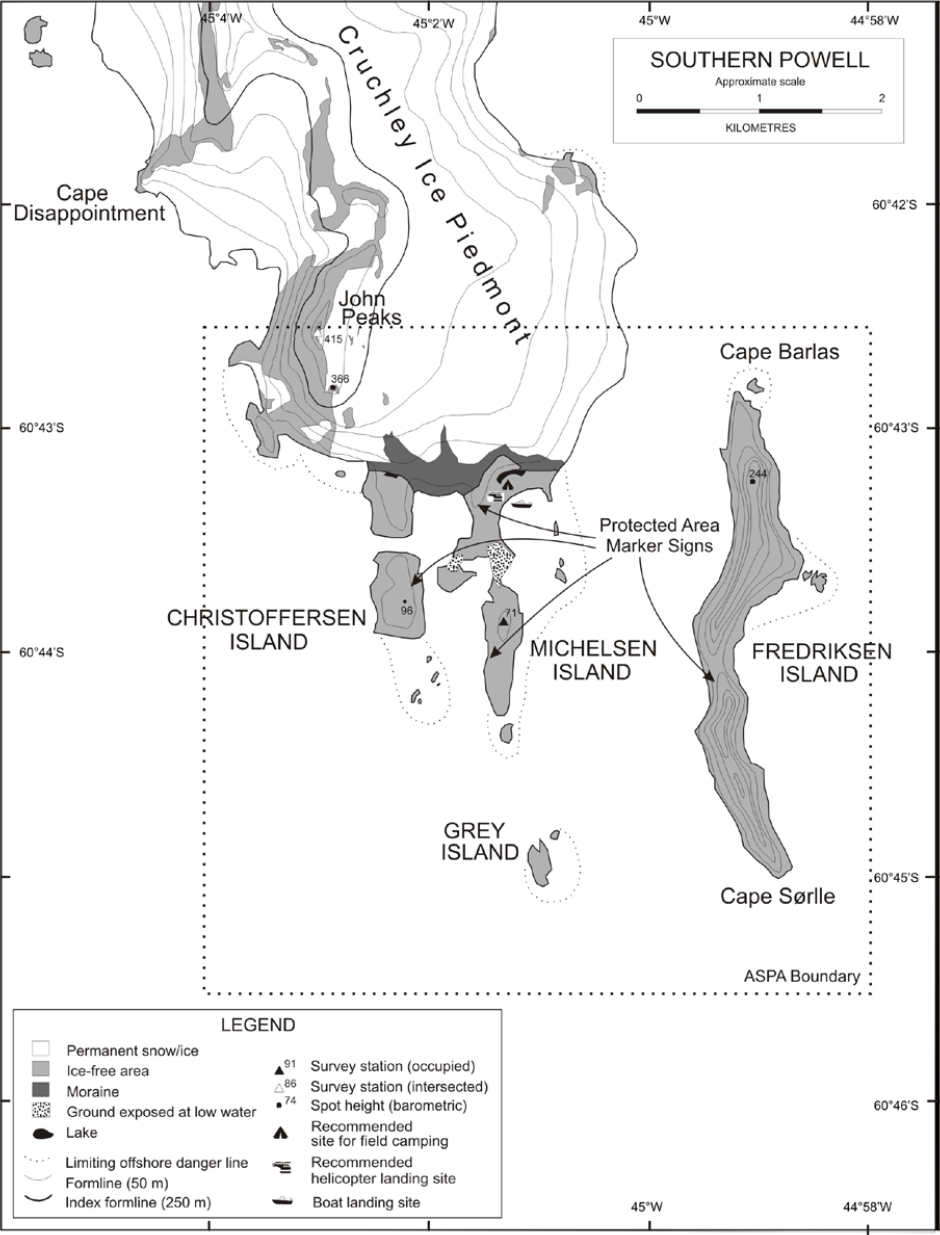 45°4'W
45°2'W
45°W
44°58'W
SOUTHERN POWELL
Approximate scale
0 1 2
KILOMETRES
Cruchley Ice Piedmont
Cape
Disappointment
60°42'S
John
Peaks
415
366
Cape Barlas
60°43'S
60°43'S
244
Protected Area
Marker Signs
96
71
CHRISTOFFERSEN
ISLAND
MICHELSEN
ISLAND
FREDRIKSEN
ISLAND
60°44'S
60°44'S
GREY
ISLAND
60°45'S
Cape Sørlle
ASPA Boundary
LEGEND
Permanent snow/ice
Ice-free area
Moraine
Ground exposed at low water
Lake
Limiting offshore danger line
Formline (50 m)
Index formline (250 m)
91 Survey station (occupied)
86 Survey station (intersected)
74 Spot height (barometric)
Recommended
site for field camping
Recommended
helicopter landing site
Boat landing site
60°46'S
45°W
44°58'W